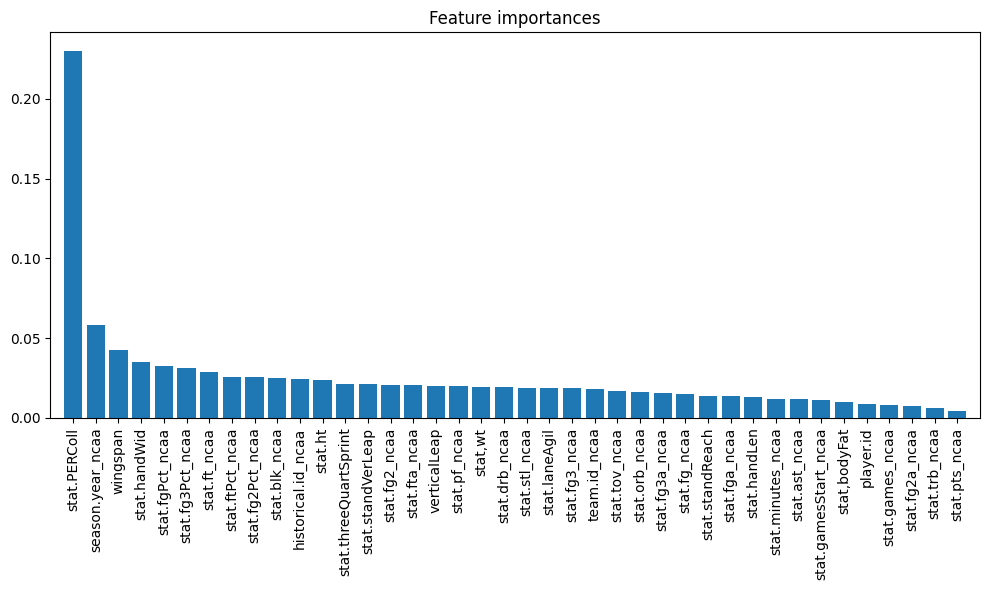 Feature importances
0.20
0.15
0.10
0.05
0.00
stat.PERColl
season.year_ncaa
wingspan
stat.handWid
stat.fgPct_ncaa
stat.fg3Pct_ncaa
stat.ft_ncaa
stat.ftPct_ncaa
stat.fg2Pct_ncaa
stat.blk_ncaa
historical.id_ncaa
stat.ht
stat.threeQuartSprint
stat.standVerLeap
stat.fg2_ncaa
stat.fta_ncaa
verticalLeap
stat.pf_ncaa
stat,wt
stat.drb_ncaa
stat.stl_ncaa
stat.laneAgil
stat.fg3_ncaa
team.id_ncaa
stat.tov_ncaa
stat.orb_ncaa
stat.fg3a_ncaa
stat.fg_ncaa
stat.standReach
stat.fga_ncaa
stat.handLen
stat.minutes_ncaa
stat.ast_ncaa
stat.gamesStart_ncaa
stat,bodyFat
player.id
stat.games_ncaa
stat.fg2a_ncaa
stat.trb_ncaa
stat.pts_ncaa